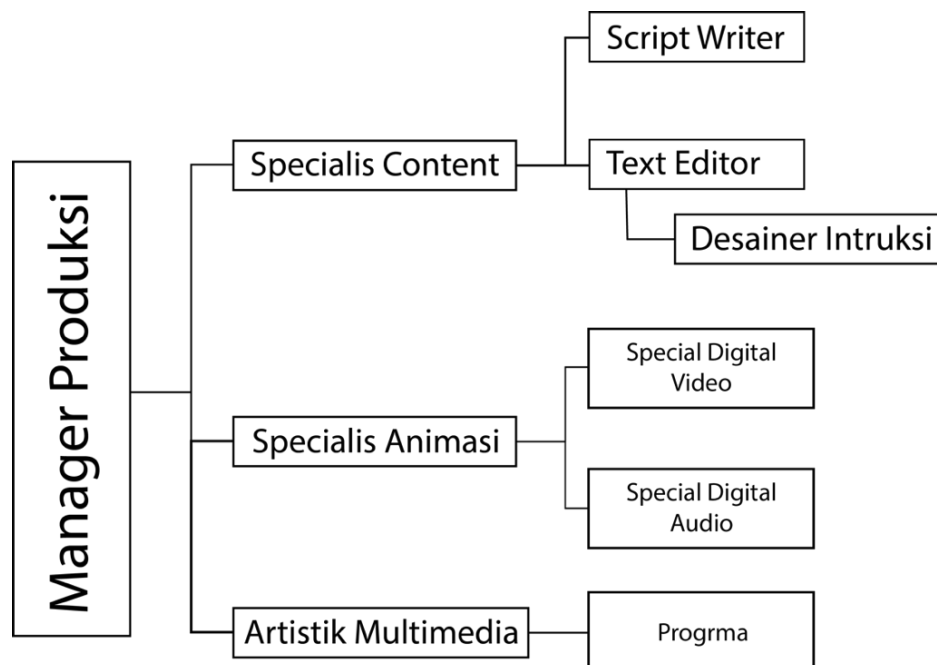 Manager Produksi
Specialis Content
Script Writer
Text Editor
Desainer Intruksi
Specialis Animasi
Special Digital
Video
Special Digital
Audio
Artistik Multimedia
Progrma